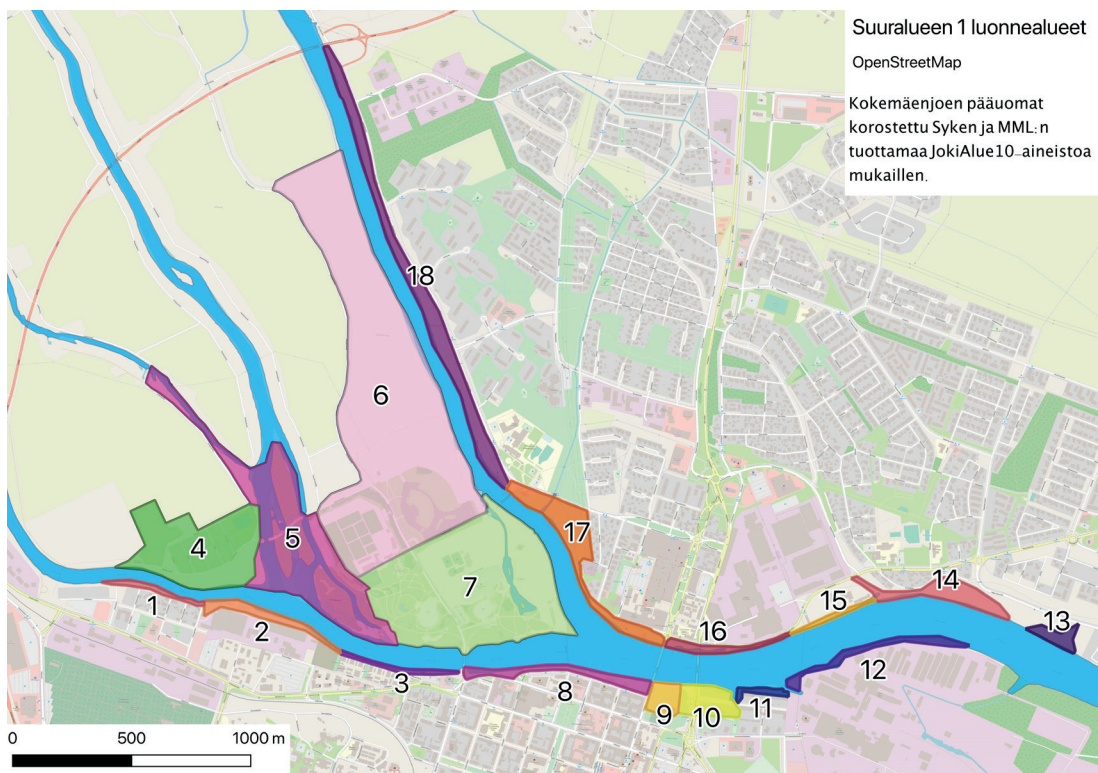 Suuralueen 1 luonnealueet
OpenStreetMap
Kokemäenjoen pääuomat
korostettu Syken ja MML:n
tuottamaa JokiAlue10-aineistoa
mukaillen.
18
6
17
4
5
7
14
15
13
1
16
2
12
3
8
9
10
11
0 500 1000 m